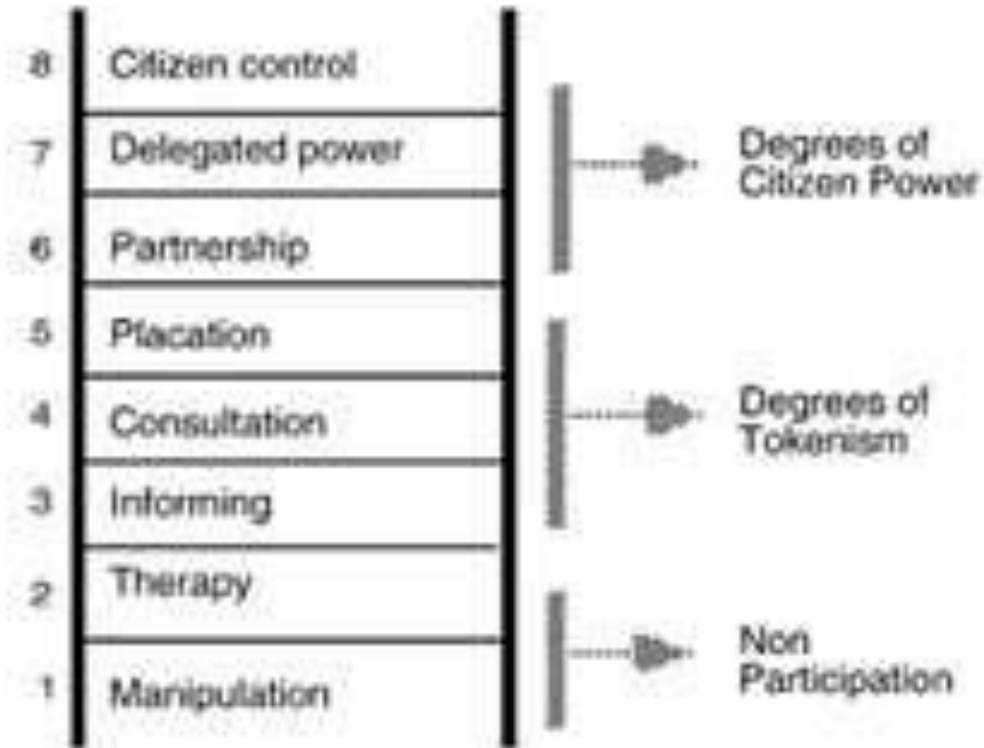 8 Citizen control
7 Delegated power
6 Partnership
5 Placation
4 Consultation
3 Informing
2 Therapy
1 Manipulation
Degrees of
Citizen Power
Degrees of
Tokenism
Non
Participation